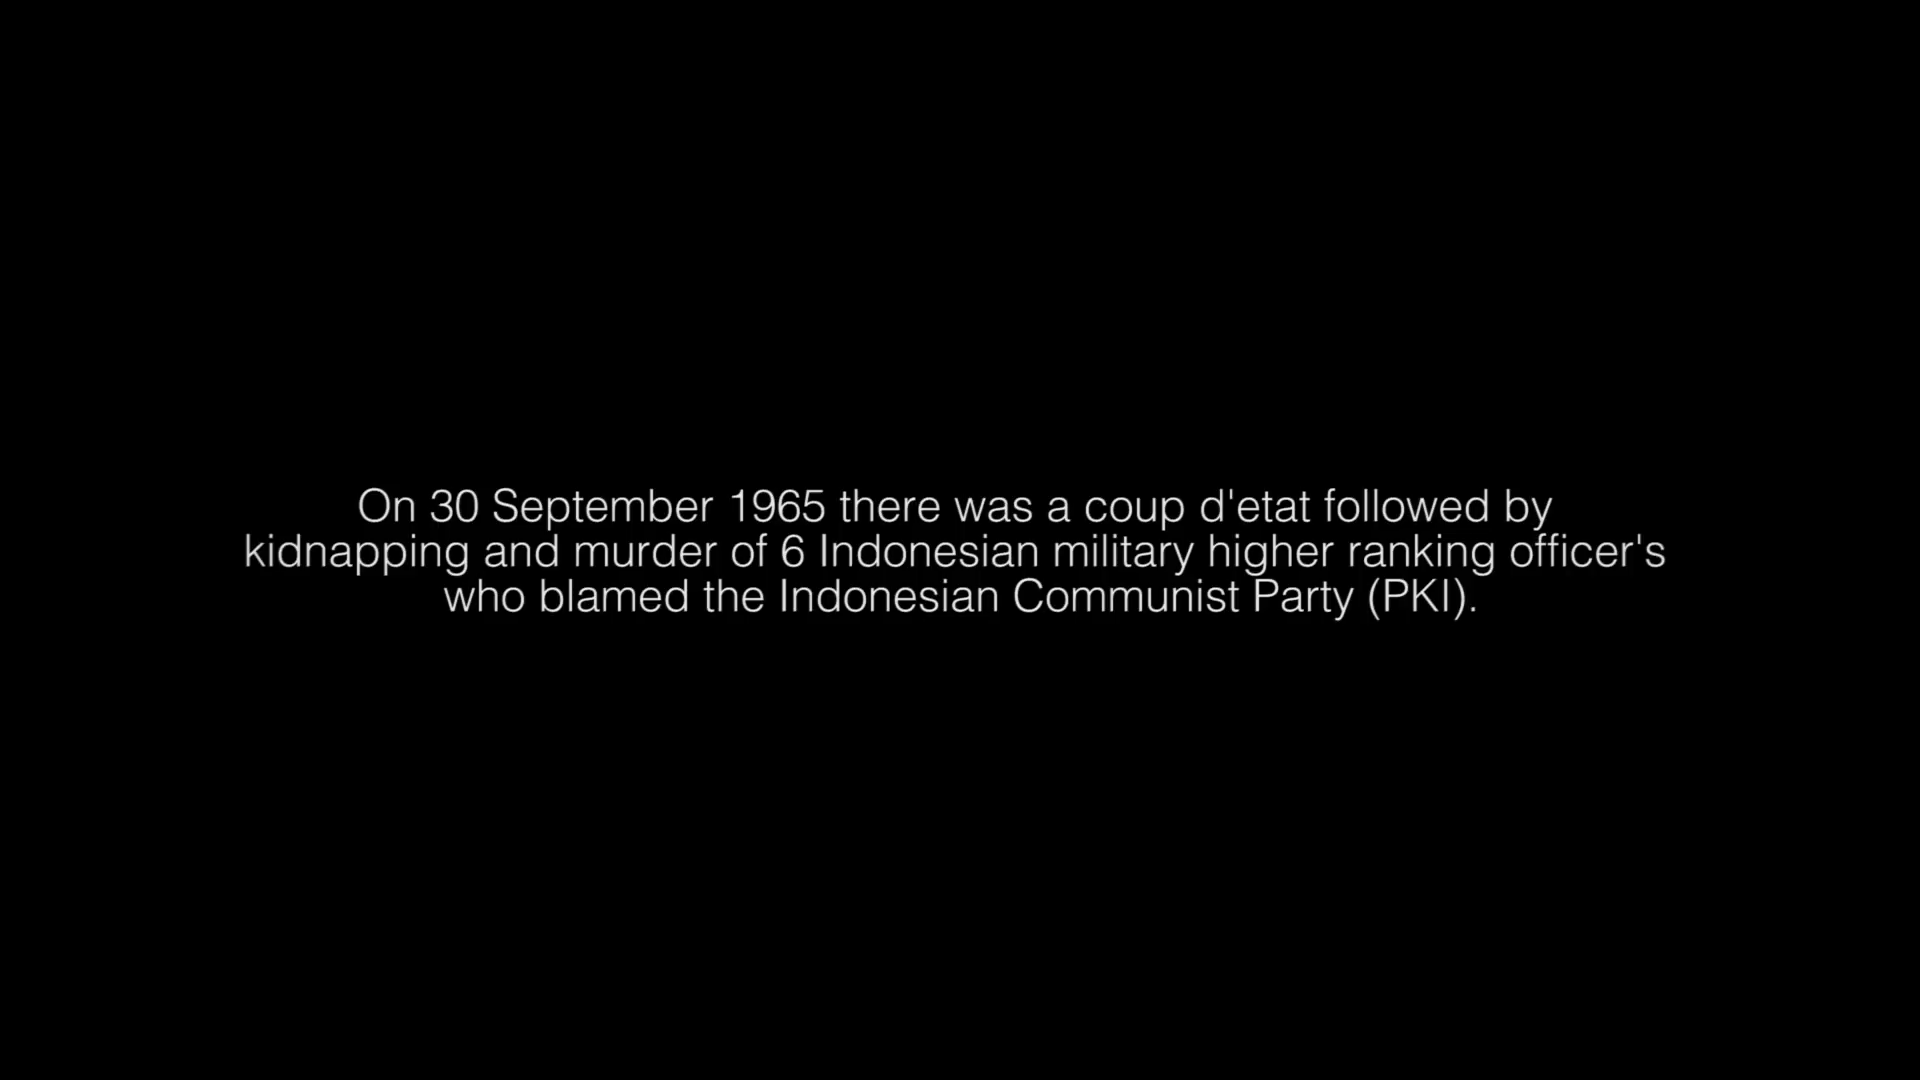 On 30 September 1965 there was a coup d'etat followed by
kidnapping and murder of 6 Indonesian military higher ranking officer's
who blamed the Indonesian Communist Party (PKI).